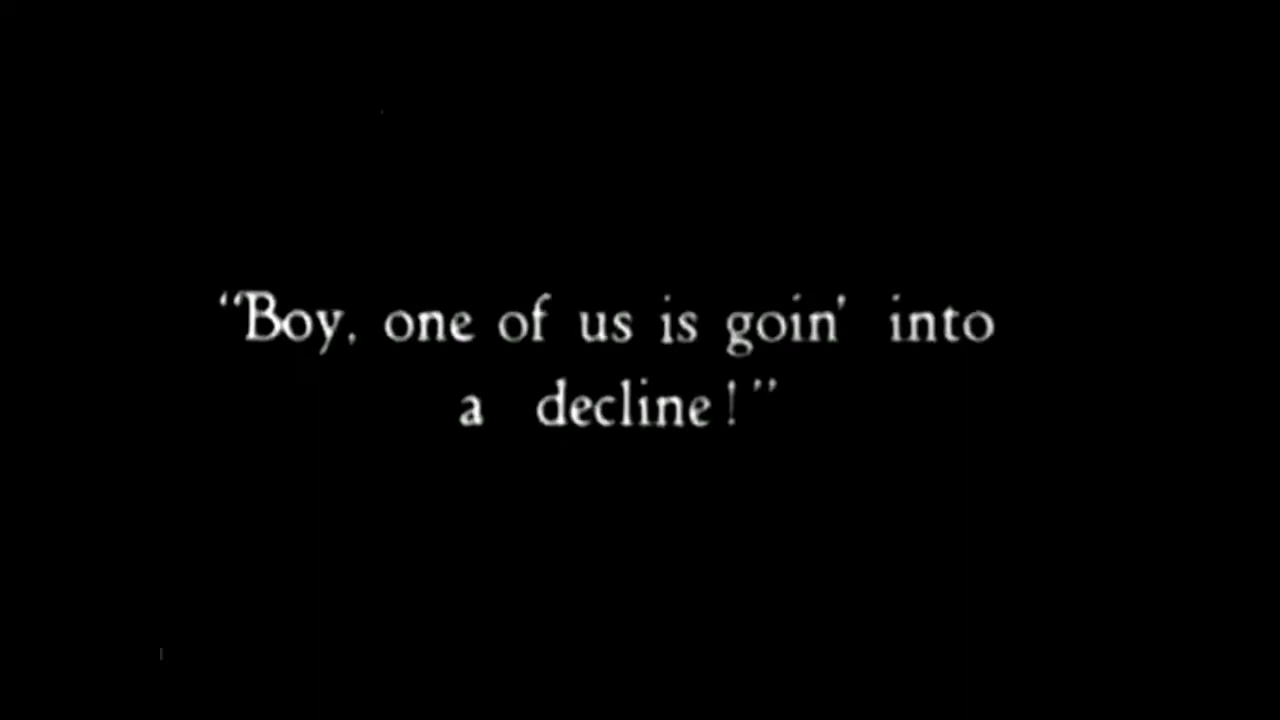 “Boy, one of us is goin’ into
a decline!”